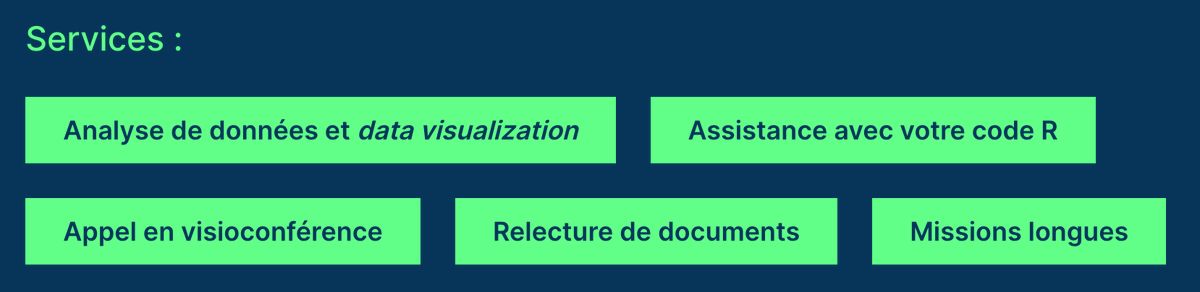 Services :
Analyse de données et data visualization
Assistance avec votre code R
Appel en visioconférence
Relecture de documents
Missions longues